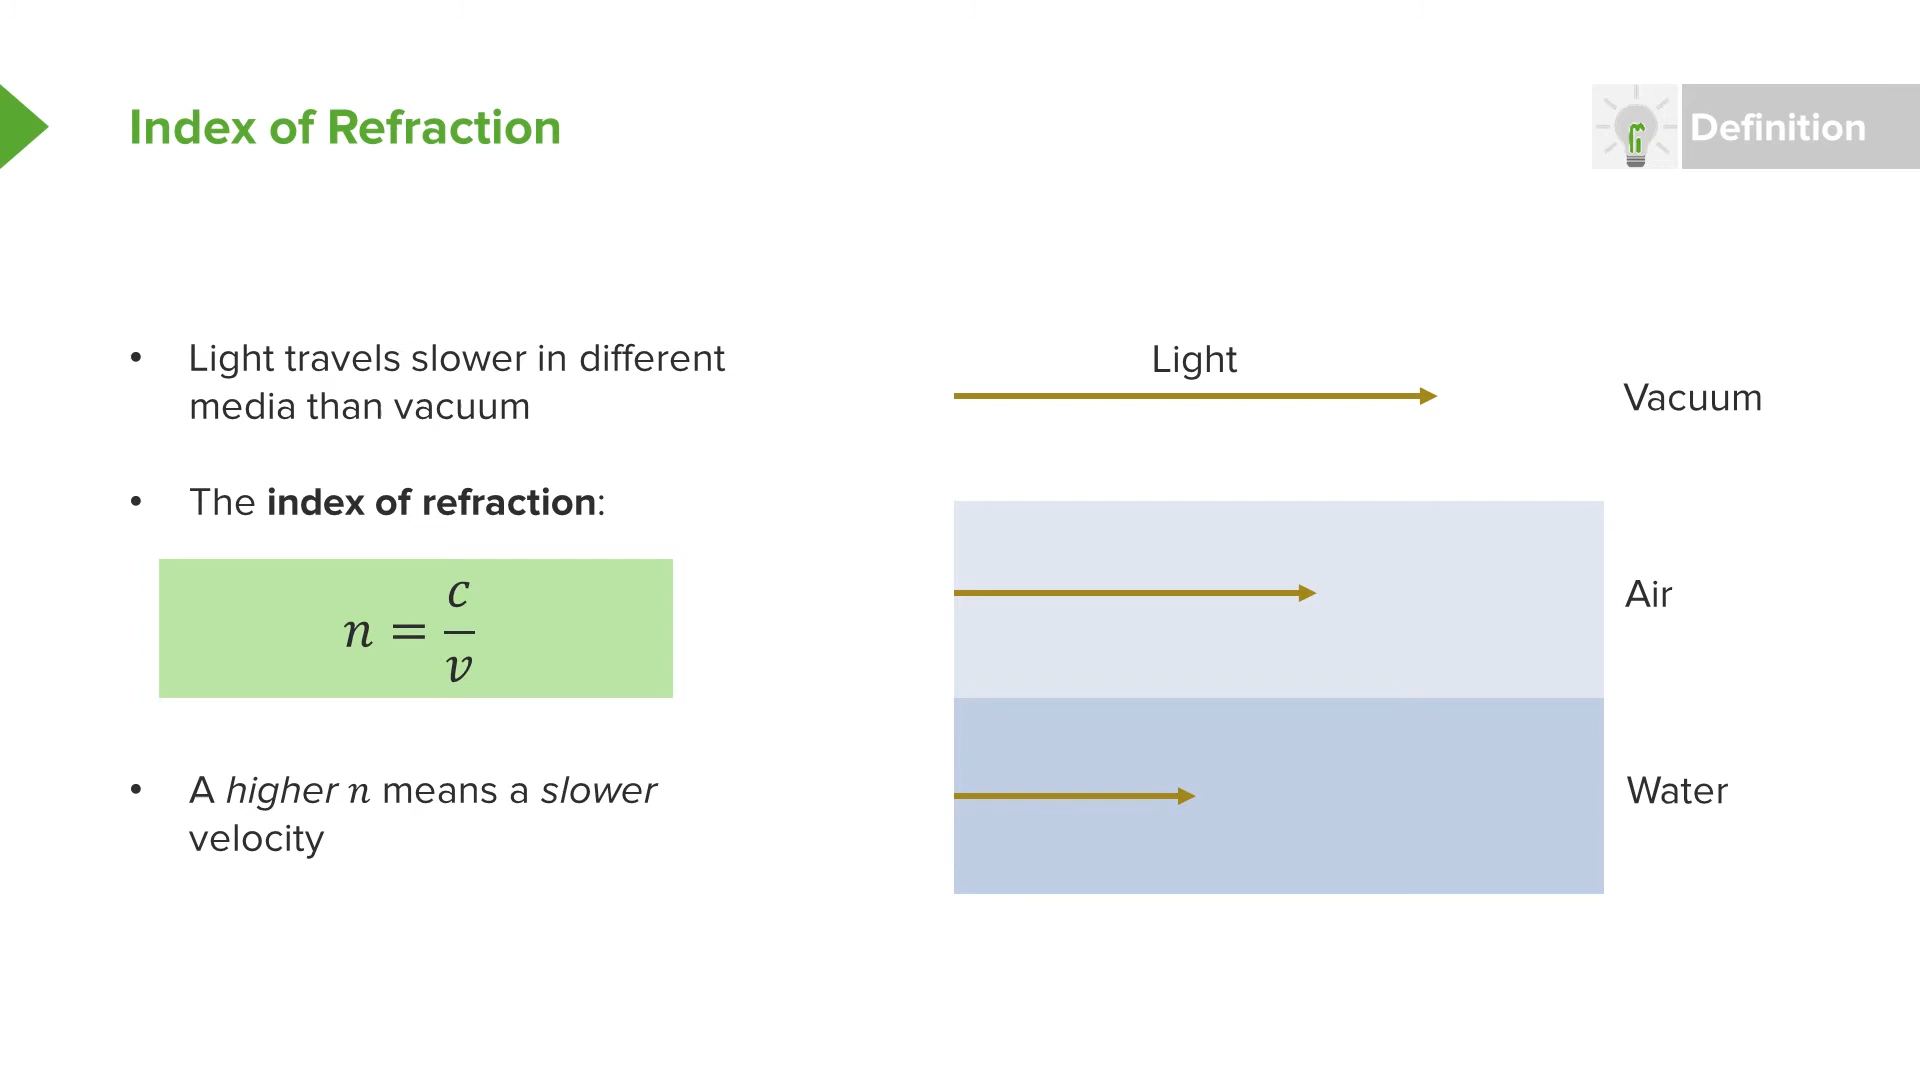 Index of Refraction
Definition
• Light travels slower in different
media than vacuum
• The index of refraction:
n = c/v
• A higher n means a slower
velocity
Light
Vacuum
Air
Water